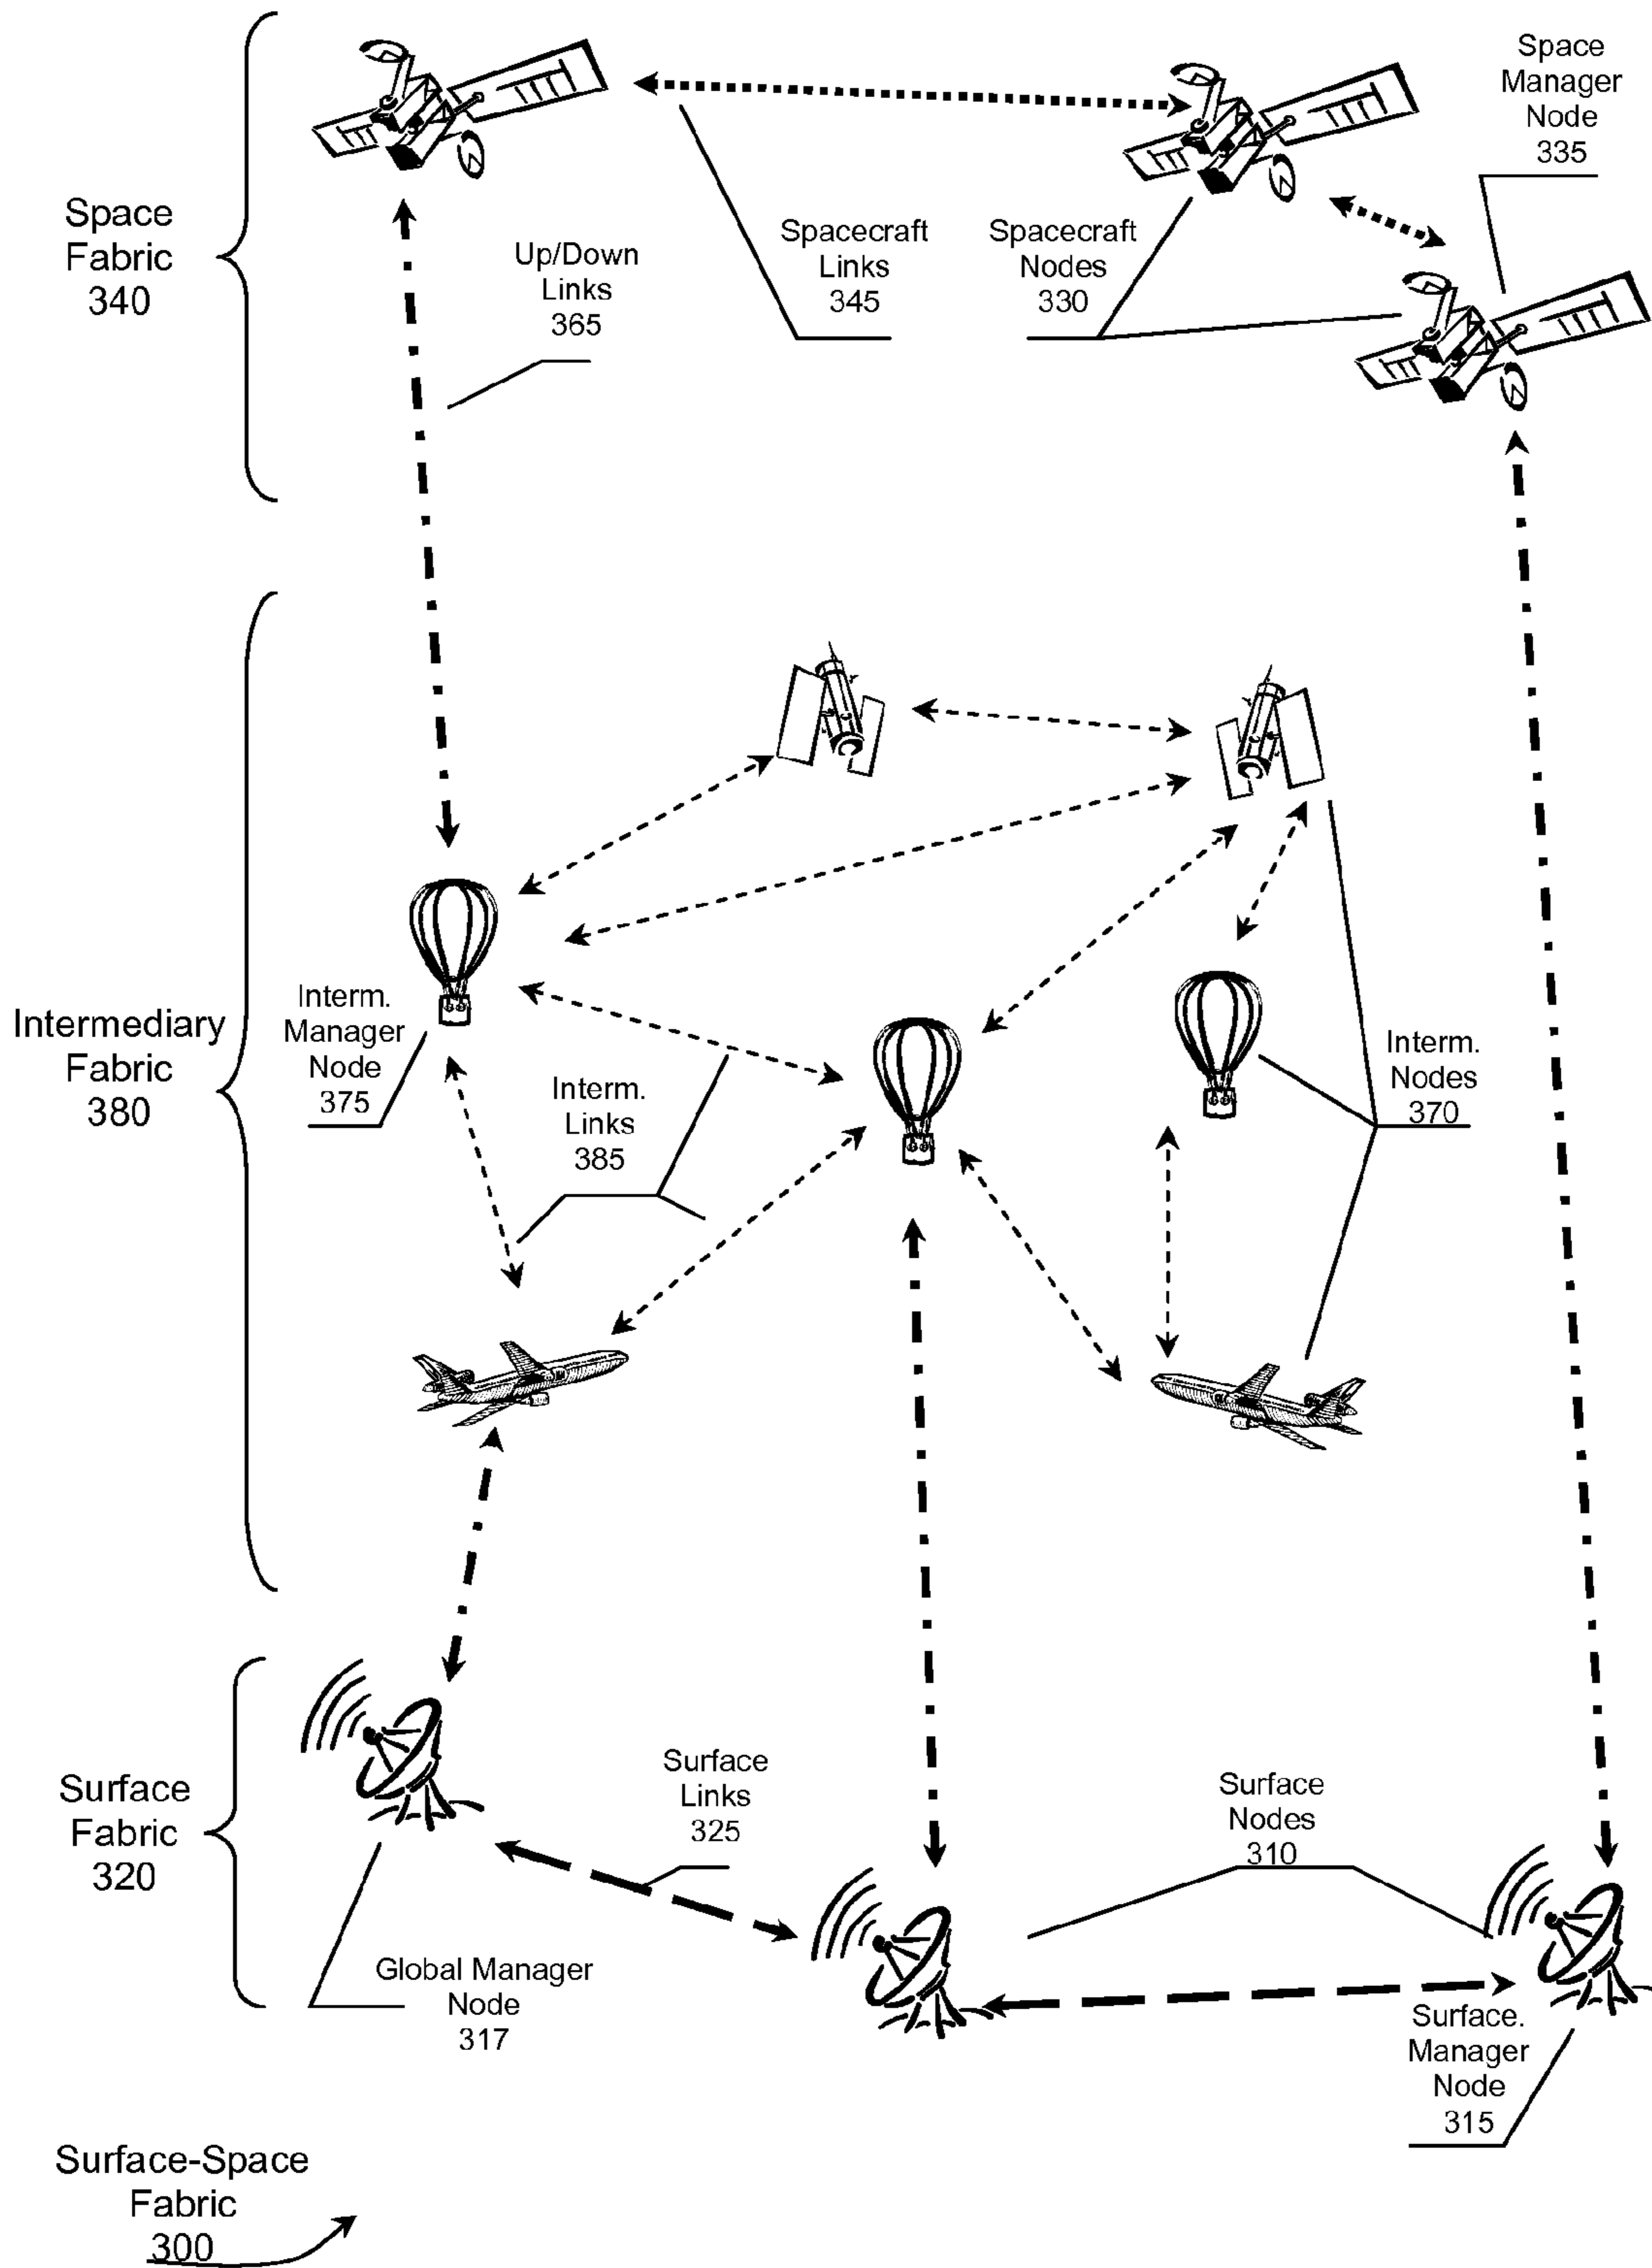 Space
Manager
Node
335
Space
Fabric
340
Up/Down
Links
365
Spacecraft
Links
345
Spacecraft
Nodes
330
Intermediary
Fabric
380
Interm.
Manager
Node
375
Interm.
Links
385
Interm.
Nodes
370
Surface
Fabric
320
Surface
Links
325
Surface
Nodes
310
Global Manager
Node
317
Surface.
Manager
Node
315
Surface-Space
Fabric
300